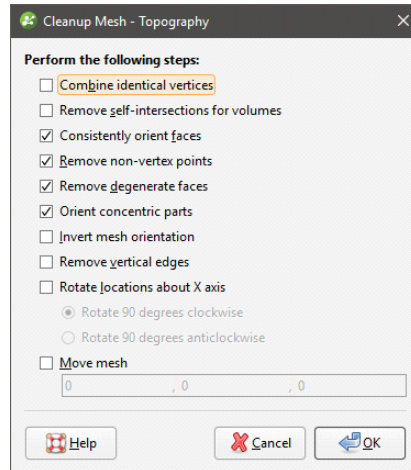 Cleanup Mesh - Topography
Perform the following steps:
Combine identical vertices
Remove self-intersections for volumes
Consistently orient faces
Remove non-vertex points
Remove degenerate faces
Orient concentric parts
Invert mesh orientation
Remove vertical edges
Rotate locations about X axis
Rotate 90 degrees clockwise
Rotate 90 degrees anticlockwise
Move mesh
0 , 0 , 0
Help Cancel OK